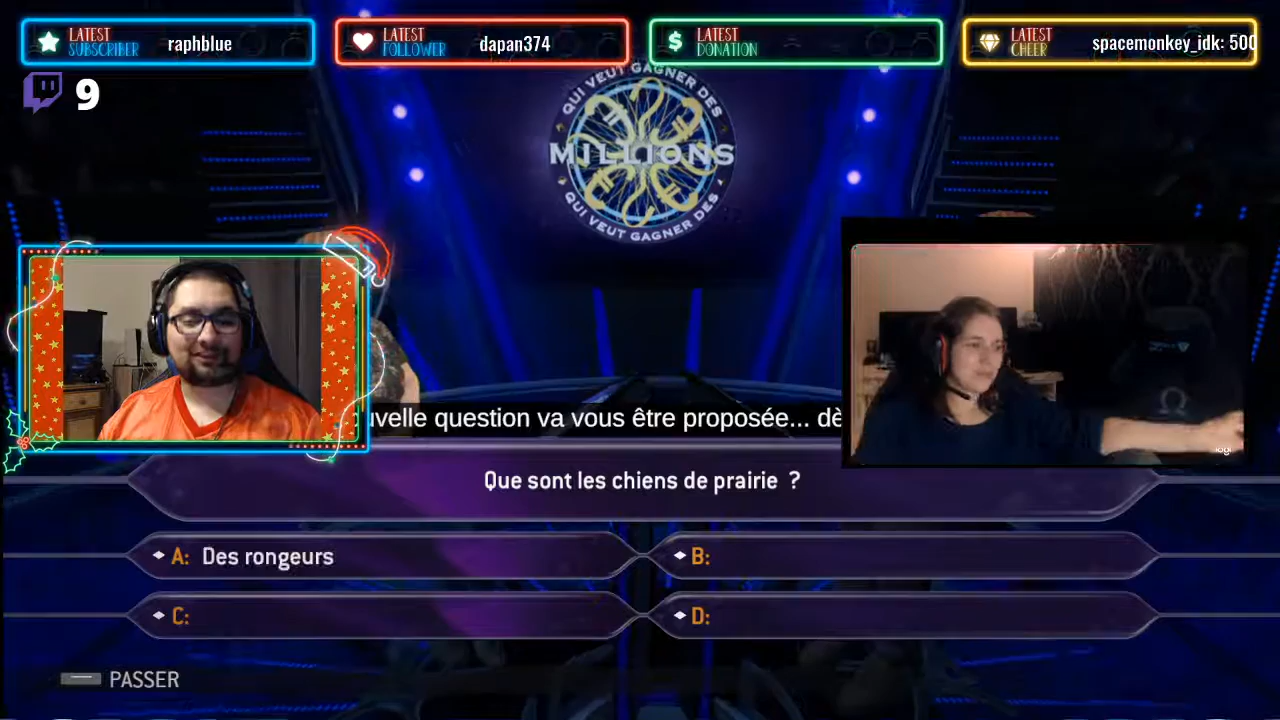 LATEST
SUBSCRIBER
raphblue
LATEST
FOLLOWER
dapan374
LATEST
DONATION
LATEST
CHEER
spacemonkey_idk: 500
9
QUI VEUT GAGNER DES
MILLIONS
QUI VEUT GAGNER DES
uvelle question va vous être proposée... dè
logi
Que sont les chiens de prairie ?
A: Des rongeurs
B:
C:
D:
PASSER